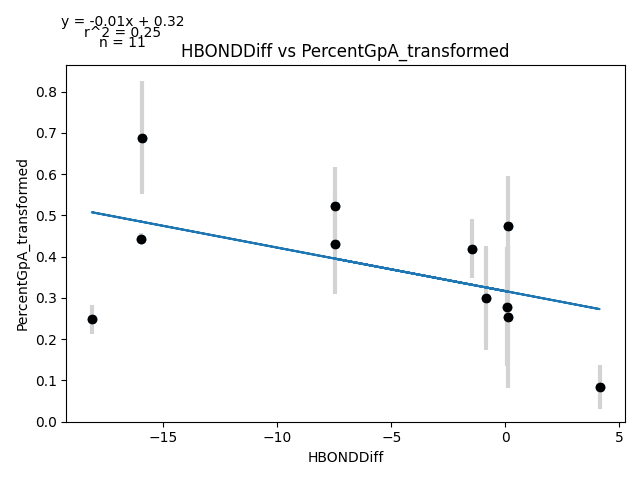 y = -0.01x + 0.32
r^2 = 0.25
n = 11
HBONDDiff vs PercentGpA_transformed
PercentGpA_transformed
0.8
0.7
0.6
0.5
0.4
0.3
0.2
0.1
0.0
−15
−10
−5
0
5
HBONDDiff